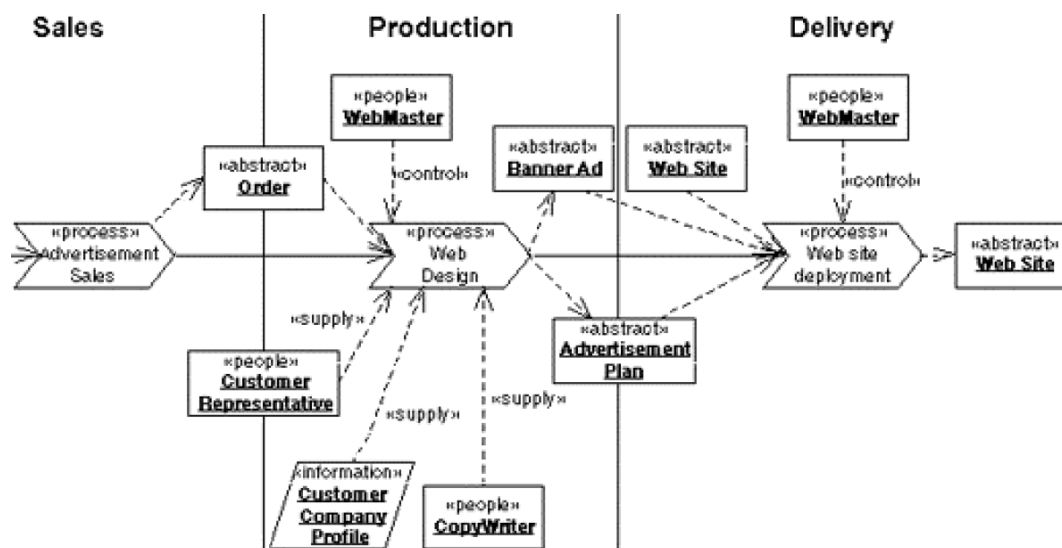 Sales
Production
Delivery
«people»
WebMaster
«people»
WebMaster
«abstract»
Order
«control»
«abstract»
Banner Ad
«abstract»
Web Site
«control»
«process»
Advertisement
Sales
«process»
Web
Design
«process»
Web site
deployment
«abstract»
Web Site
«supply»
«abstract»
Advertisement
Plan
«people»
Customer
Representative
«supply»
«supply»
«information»
Customer
Company
Profile
«people»
CopyWriter